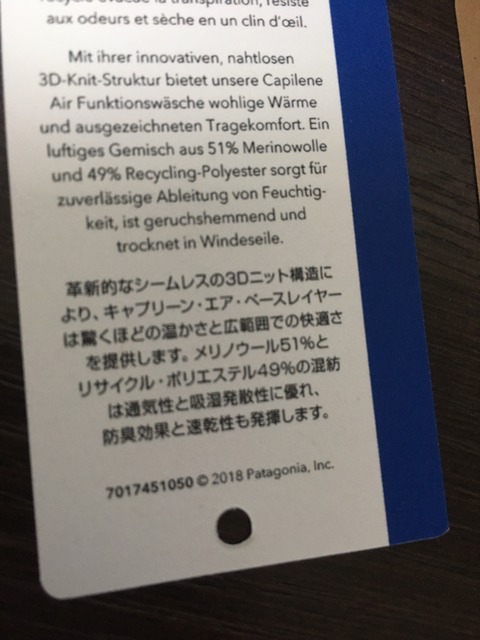 la transpiration, résiste
aux odeurs et sèche en un clin d'œil.
Mit ihrer innovativen, nahtlosen
3D-Knit-Struktur bietet unsere Capilene
Air Funktionswäsche wohlige Wärme
und ausgezeichneten Tragekomfort. Ein
luftiges Gemisch aus 51% Merinowolle
und 49% Recycling-Polyester sorgt für
zuverlässige Ableitung von Feuchtig-
keit, ist geruchshemmend und
trocknet in Windeseile.
革新的なシームレスの3Dニット構造に
より、キャプリーン・エア・ベースレイヤー
は驚くほどの温かさと広範囲での快適さ
を提供します。メリノウール51%と
リサイクル・ポリエステル49%の混紡
は通気性と吸湿発散性に優れ、
防臭効果と速乾性も発揮します。
7017451050 © 2018 Patagonia, Inc.